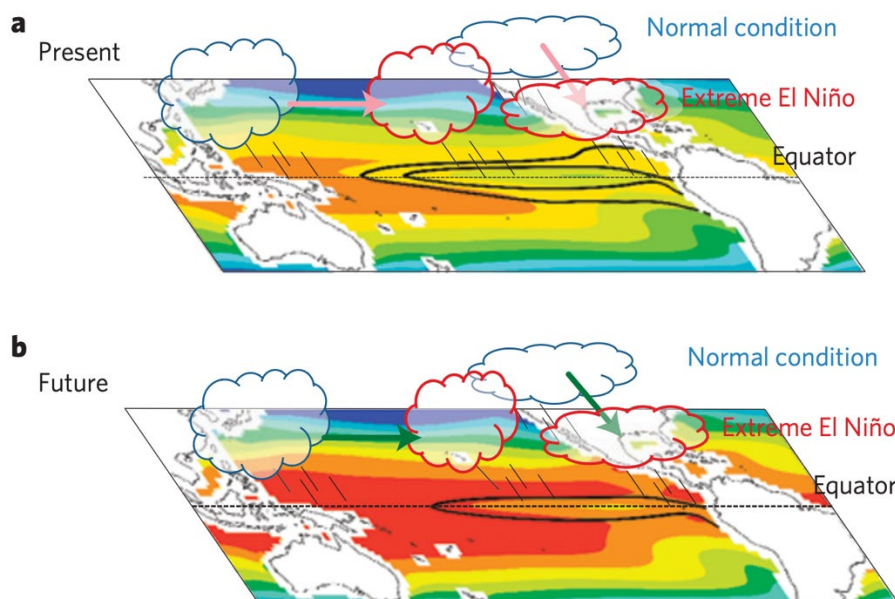 a
Present
Normal condition
Extreme El Niño
Equator
b
Future
Normal condition
Extreme El Niño
Equator